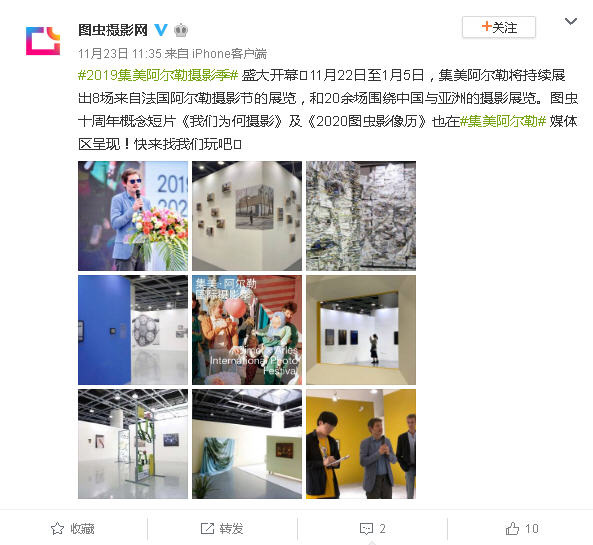 图虫摄影网
+关注
11月23日 11:35 来自 iPhone客户端
#2019集美阿尔勒摄影季# 盛大开幕▯11月22日至1月5日，集美阿尔勒将持续展
出8场来自法国阿尔勒摄影节的展览，和20余场围绕中国与亚洲的摄影展览。图虫
十周年概念短片《我们为何摄影》及《2020图虫影像历》也在#集美阿尔勒# 媒体
区呈现！快来找我们玩吧▯
2019
202
集美·阿尔勒
国际摄影季
Jimei x Arles
International Photo
Festival
收藏
转发
2
10